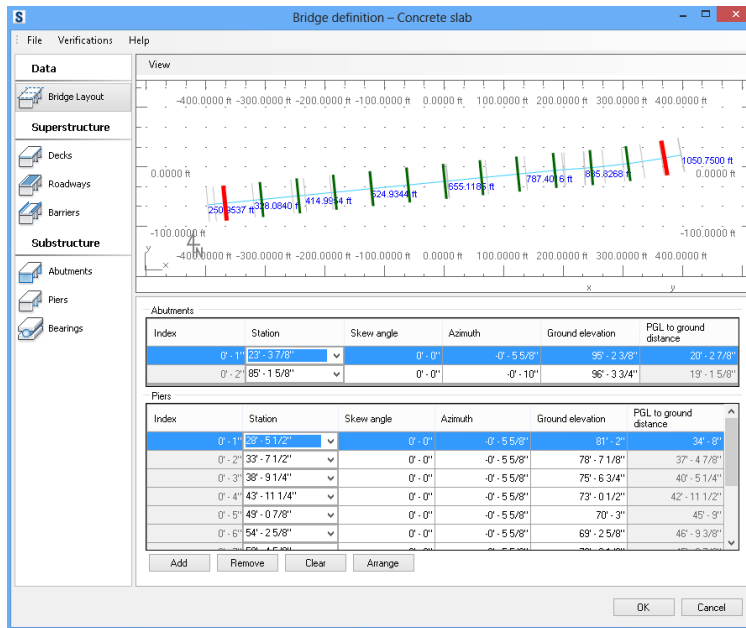 S Bridge definition – Concrete slab
File Verifications Help
Data
Bridge Layout
Superstructure
Decks
Roadways
Barriers
Substructure
Abutments
Piers
Bearings
View
-400.0000 ft -300.0000 ft -200.0000 ft -100.0000 ft 0.0000 ft 100.0000 ft 200.0000 ft 300.0000 ft 400.0000 ft
1050.7500 ft
0.0000 ft 0.0000 ft
655.1185 ft 787.4016 ft
414.9954 ft 524.9344 ft
328.0840 ft
-100.0000 ft -100.0000 ft
y N
x
-400.0000 ft -300.0000 ft -200.0000 ft -100.0000 ft 0.0000 ft 100.0000 ft 200.0000 ft 300.0000 ft 400.0000 ft
x y
Abutments
Index Station Skew angle Azimuth Ground elevation PGL to ground distance
0' - 1" 23' - 3 7/8" 0' - 0" -0' - 5 5/8" 95' - 2 3/8" 20' - 2 7/8"
0' - 2" 85' - 1 5/8" 0' - 0" -0' - 10" 96' - 3 3/4" 19' - 1 5/8"
Piers
Index Station Skew angle Azimuth Ground elevation PGL to ground distance
0' - 1" 28' - 5 1/2" 0' - 0" -0' - 5 5/8" 81' - 2" 34' - 8"
0' - 2" 33' - 7 1/2" 0' - 0" -0' - 5 5/8" 78' - 7 1/8" 37' - 4 7/8"
0' - 3" 38' - 9 1/4" 0' - 0" -0' - 5 5/8" 75' - 6 3/4" 40' - 5 1/4"
0' - 4" 43' - 11 1/4" 0' - 0" -0' - 5 5/8" 73' - 0 1/2" 42' - 11 1/2"
0' - 5" 49' - 0 7/8" 0' - 0" -0' - 5 5/8" 70' - 3" 45' - 9"
0' - 6" 54' - 2 5/8" 0' - 0" -0' - 5 5/8" 69' - 2 5/8" 46' - 9 3/8"
Add Remove Clear Arrange
OK Cancel